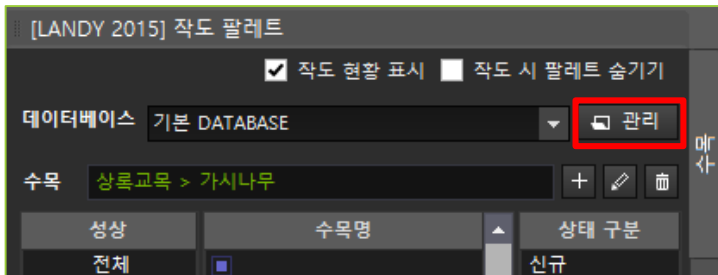 [LANDY 2015] 작도 팔레트
작도 현황 표시 작도 시 팔레트 숨기기
데이터베이스 기본 DATABASE 관리
수목
수목 상록교목 > 가시나무
성상 수목명 상태 구분
전체 신규